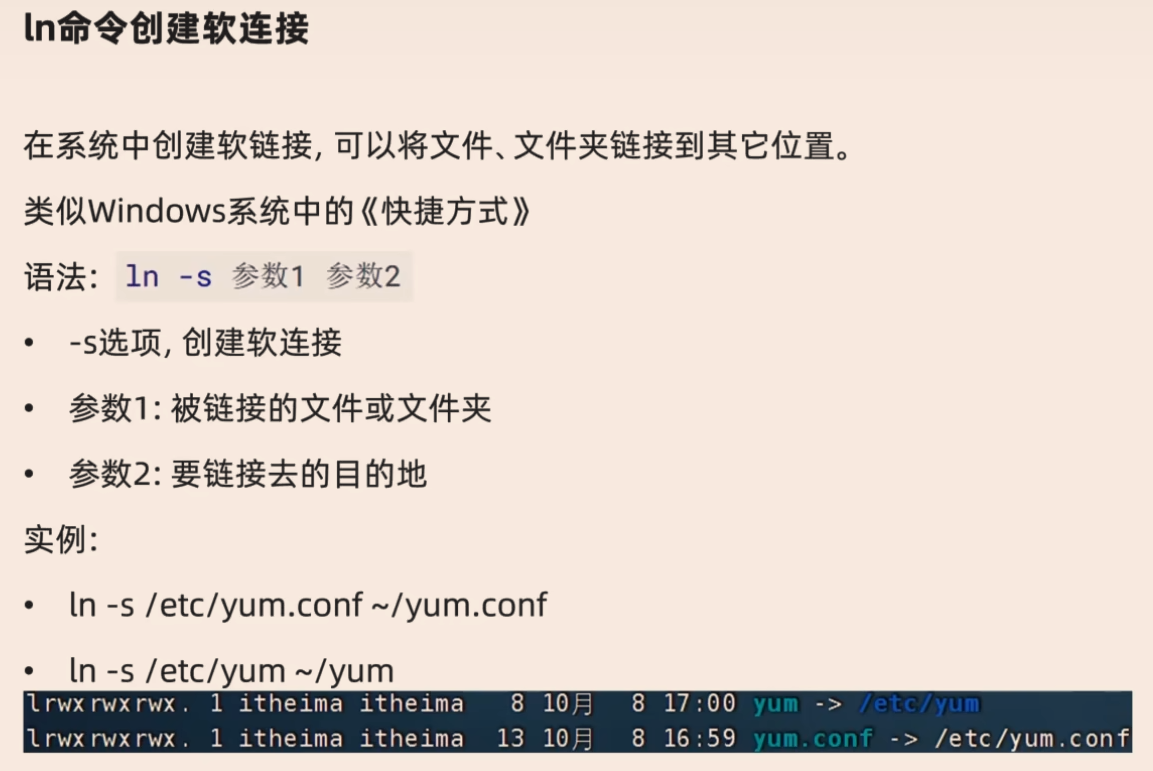 ln命令创建软连接
在系统中创建软链接, 可以将文件、文件夹链接到其它位置。
类似Windows系统中的《快捷方式》
语法: ln -s 参数1 参数2
• -s选项, 创建软连接
• 参数1: 被链接的文件或文件夹
• 参数2: 要链接去的目的地
实例:
• ln -s /etc/yum.conf ~/yum.conf
• ln -s /etc/yum ~/yum
lrwxrwxrwx. 1 itheima itheima 8 10月 8 17:00 yum -> /etc/yum
lrwxrwxrwx. 1 itheima itheima 13 10月 8 16:59 yum.conf -> /etc/yum.conf